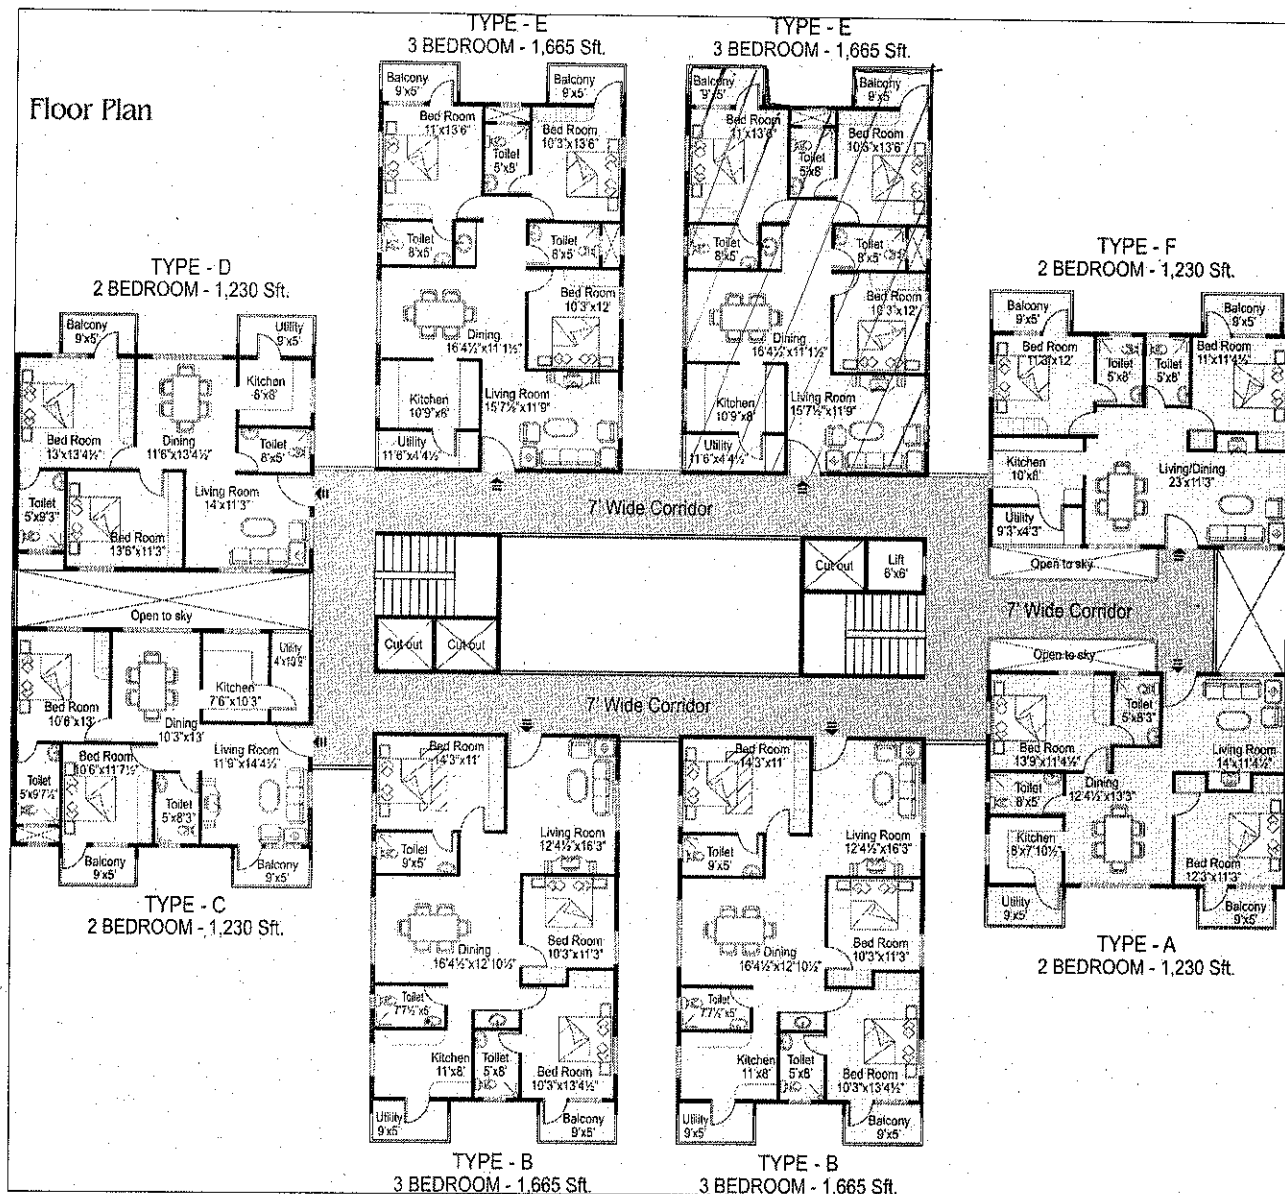 Floor Plan
TYPE - E
3 BEDROOM - 1,665 Sft.
Balcony
9'x5'
Balcony
9'x5'
Bed Room
11'x13'6"
Toilet
5'x8'
Bed Room
10'3"x13'6"
Toilet
8'x5'
Toilet
8'x5'
Bed Room
10'3"x12'
Dining
16'4½"x11'1½"
Kitchen
10'9"x8'
Living Room
15'7½"x11'9"
Utility
11'6"x4'4½"
TYPE - E
3 BEDROOM - 1,665 Sft.
Balcony
9'x5'
Balcony
9'x5'
Bed Room
11'x13'6"
Toilet
5'x8'
Bed Room
10'3"x13'6"
Toilet
8'x5'
Toilet
8'x5'
Bed Room
10'3"x12'
Dining
16'4½"x11'1½"
Kitchen
10'9"x8'
Living Room
15'7½"x11'9"
Utility
11'6"x4'4½"
TYPE - D
2 BEDROOM - 1,230 Sft.
Balcony
9'x5'
Utility
9'x5'
Kitchen
8'x8'
Bed Room
13'x13'4½"
Dining
11'6"x13'4½"
Toilet
8'x5'
Toilet
5'x9'3"
Bed Room
13'6"x11'3"
Living Room
14'x11'3"
Open to sky
TYPE - F
2 BEDROOM - 1,230 Sft.
Balcony
9'x5'
Balcony
9'x5'
Bed Room
11'3"x12'
Toilet
5'x8'
Toilet
5'x8'
Bed Room
11'x11'4½"
Kitchen
10'x8'
Living/Dining
23'x11'3"
Utility
9'3"x4'3"
Open to sky
7' Wide Corridor
Cut out
Lift
6'x6'
Cut out
Cut out
7' Wide Corridor
7' Wide Corridor
Open to sky
Bed Room
10'6"x13'
Dining
10'3"x13'
Kitchen
7'6"x10'3"
Utility
Bed Room
10'6"x11'7½"
Living Room
11'9"x14'4½"
Toilet
5'x9'7½"
Toilet
5'x8'3"
Balcony
9'x5'
Balcony
9'x5'
TYPE - C
2 BEDROOM - 1,230 Sft.
Bed Room
14'3"x11'
Living Room
12'4½"x16'3"
Toilet
9'x5'
Dining
16'4½"x12'10½"
Bed Room
10'3"x11'3"
Toilet
7'7½"x5'
Kitchen
11'x8'
Toilet
5'x8'
Bed Room
10'3"x13'4½"
Utility
9'x5'
Balcony
9'x5'
TYPE - B
3 BEDROOM - 1,665 Sft.
Bed Room
14'3"x11'
Living Room
12'4½"x16'3"
Toilet
9'x5'
Dining
16'4½"x12'10½"
Bed Room
10'3"x11'3"
Toilet
7'7½"x5'
Kitchen
11'x8'
Toilet
5'x8'
Bed Room
10'3"x13'4½"
Utility
9'x5'
Balcony
9'x5'
TYPE - B
3 BEDROOM - 1,665 Sft.
Bed Room
13'9"x11'4½"
Toilet
5'x8'3"
Living Room
14'x11'4½"
Toilet
8'x5'
Dining
12'4½"x13'3"
Kitchen
8'x7'10½"
Bed Room
12'3"x11'3"
Utility
9'x5'
Balcony
9'x5'
TYPE - A
2 BEDROOM - 1,230 Sft.